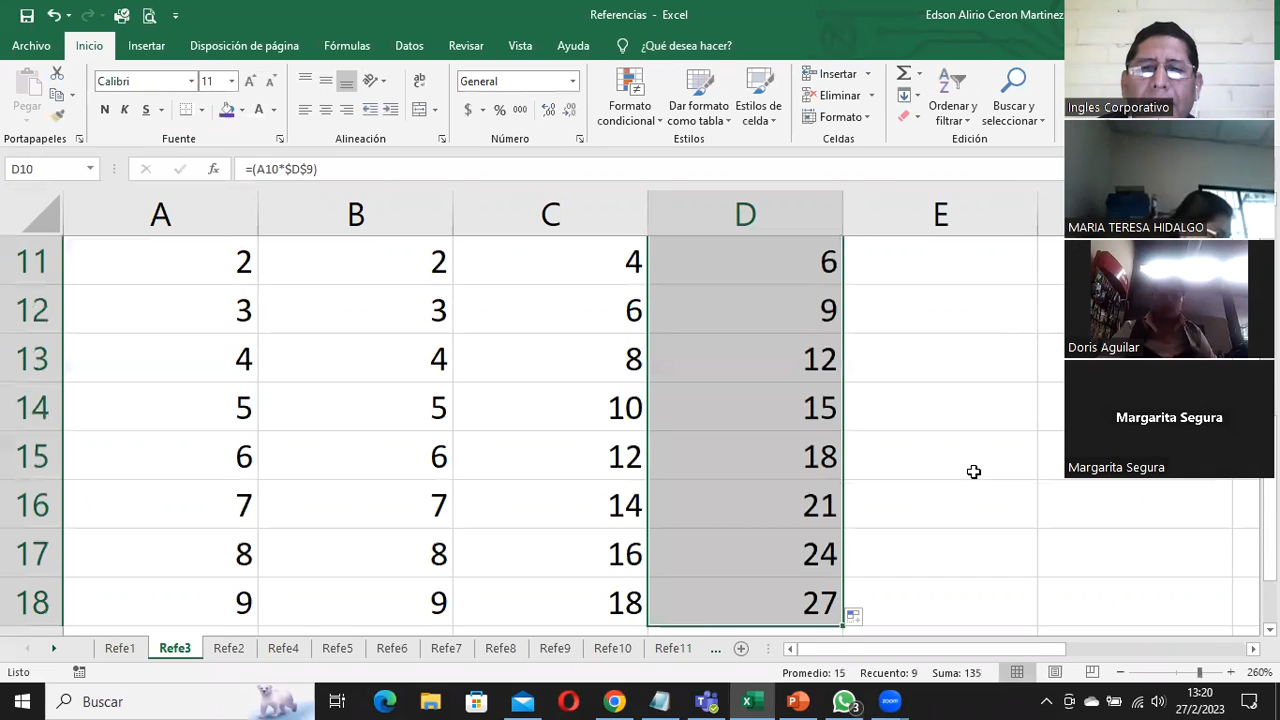 Referencias - Excel
Edson Alirio Ceron Martinez
Archivo Inicio Insertar Disposición de página Fórmulas Datos Revisar Vista Ayuda ¿Qué desea hacer?
Pegar
Calibri 11
N K S
General
$ % 000
Formato condicional
Dar formato como tabla
Estilos de celda
Insertar
Eliminar
Formato
Ordenar y filtrar
Buscar y seleccionar
Portapapeles Fuente Alineación Número Estilos Celdas Edición
D10 fx =(A10*$D$9)
A B C D E
11 2 2 4 6
12 3 3 6 9
13 4 4 8 12
14 5 5 10 15
15 6 6 12 18
16 7 7 14 21
17 8 8 16 24
18 9 9 18 27
Refe1 Refe3 Refe2 Refe4 Refe5 Refe6 Refe7 Refe8 Refe9 Refe10 Refe11 ...
Listo Promedio: 15 Recuento: 9 Suma: 135 260%
Buscar
3
zoom
13:20
27/2/2023
Ingles Corporativo
MARIA TERESA HIDALGO
Doris Aguilar
Margarita Segura
Margarita Segura